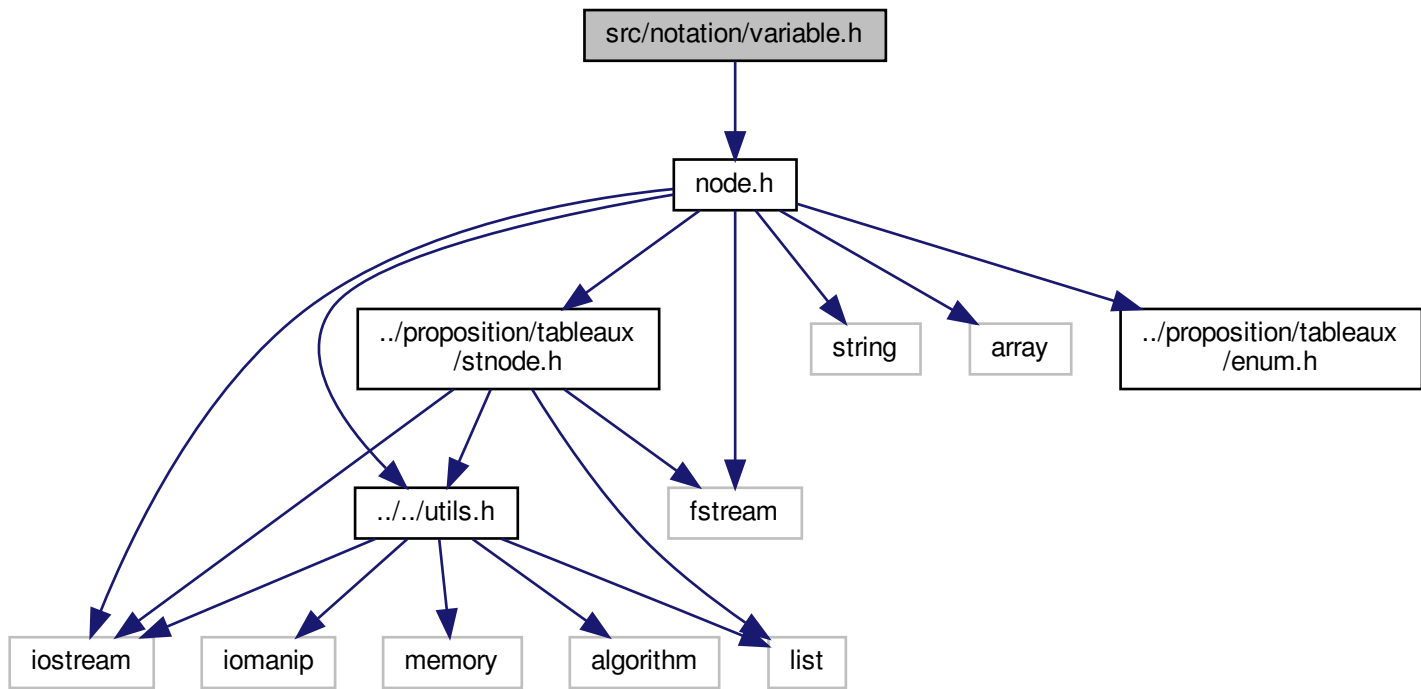 src/notation/variable.h
node.h
../proposition/tableaux
/stnode.h
string
array
../proposition/tableaux
/enum.h
../../utils.h
fstream
iostream
iomanip
memory
algorithm
list